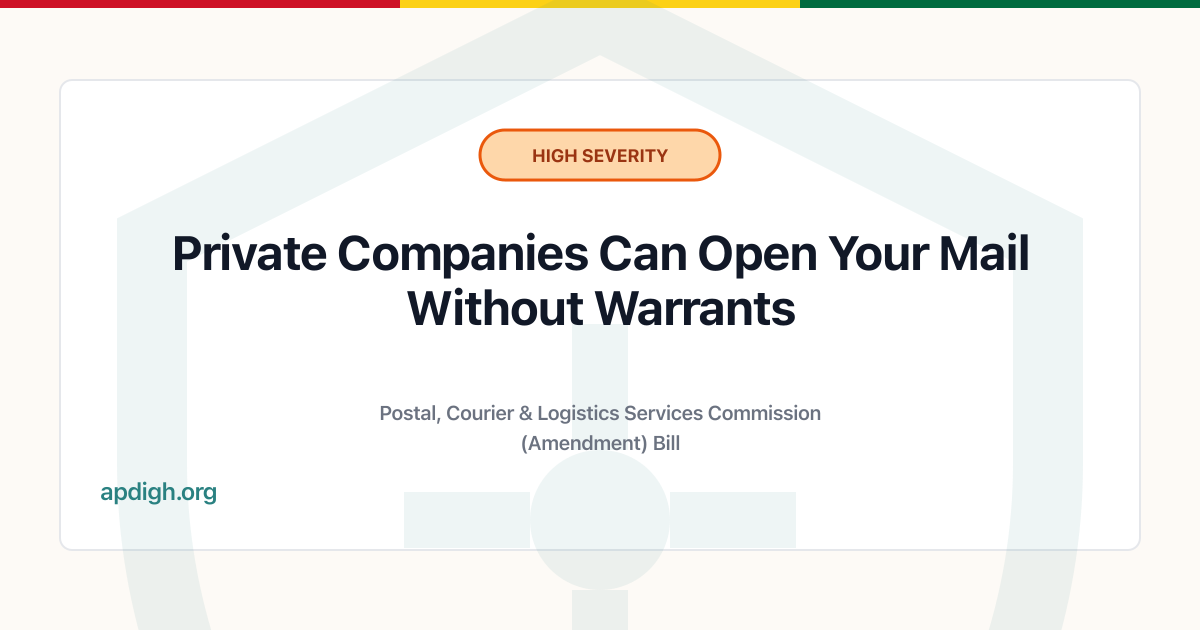 HIGH SEVERITY
Private Companies Can Open Your Mail
Without Warrants
Postal, Courier & Logistics Services Commission
(Amendment) Bill
apdigh.org